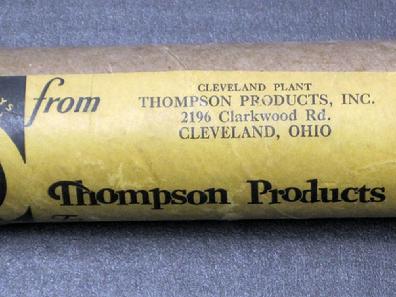 from
CLEVELAND PLANT
THOMPSON PRODUCTS, INC.
2196 Clarkwood Rd.
CLEVELAND, OHIO
Thompson Products